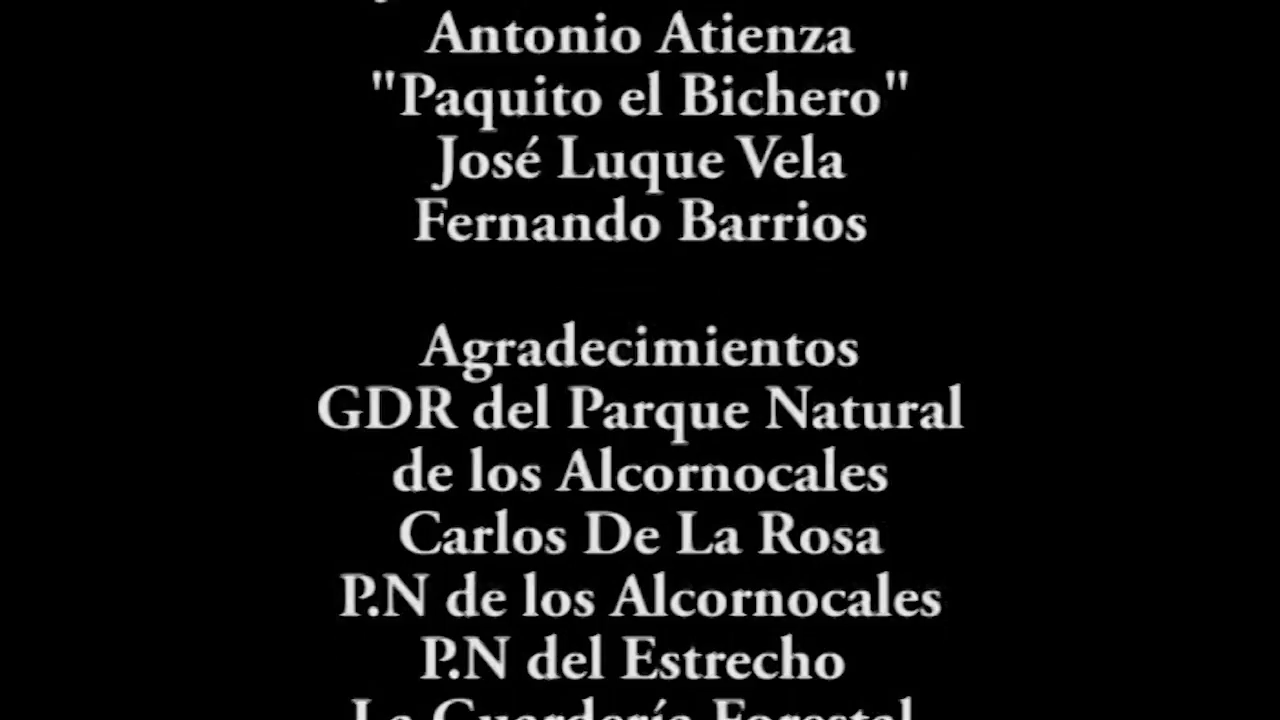 Antonio Atienza
"Paquito el Bichero"
José Luque Vela
Fernando Barrios
Agradecimientos
GDR del Parque Natural
de los Alcornocales
Carlos De La Rosa
P.N de los Alcornocales
P.N del Estrecho
La Guardería Forestal